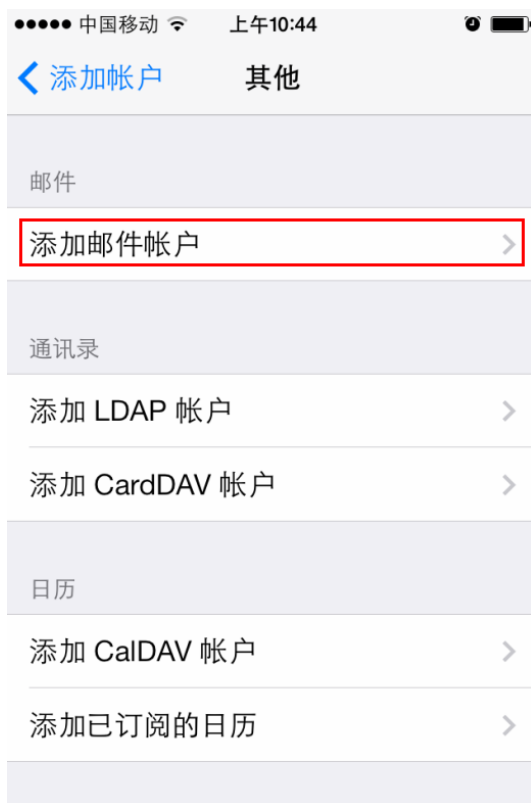 中国移动 上午10:44
添加帐户 其他
邮件
添加邮件帐户
通讯录
添加 LDAP 帐户
添加 CardDAV 帐户
日历
添加 CalDAV 帐户
添加已订阅的日历